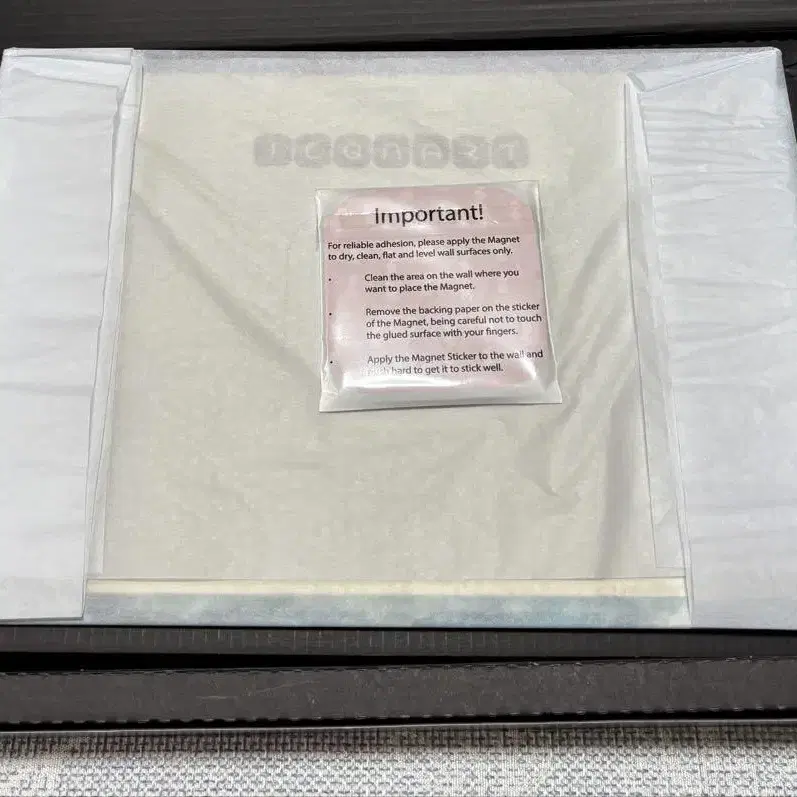 ICONART
Important!
For reliable adhesion, please apply the Magnet
to dry, clean, flat and level wall surfaces only.
· Clean the area on the wall where you
want to place the Magnet.
· Remove the backing paper on the sticker
of the Magnet, being careful not to touch
the glued surface with your fingers.
· Apply the Magnet Sticker to the wall and
push hard to get it to stick well.